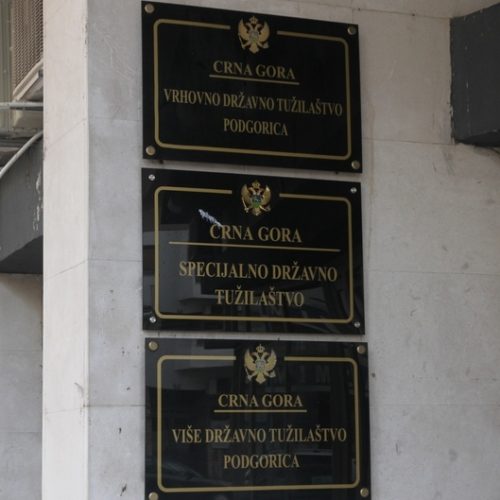 CRNA GORA
VRHOVNO DRŽAVNO TUŽILAŠTVO
PODGORICA
CRNA GORA
SPECIJALNO DRŽAVNO
TUŽILAŠTVO
CRNA GORA
VIŠE DRŽAVNO TUŽILAŠTVO
PODGORICA